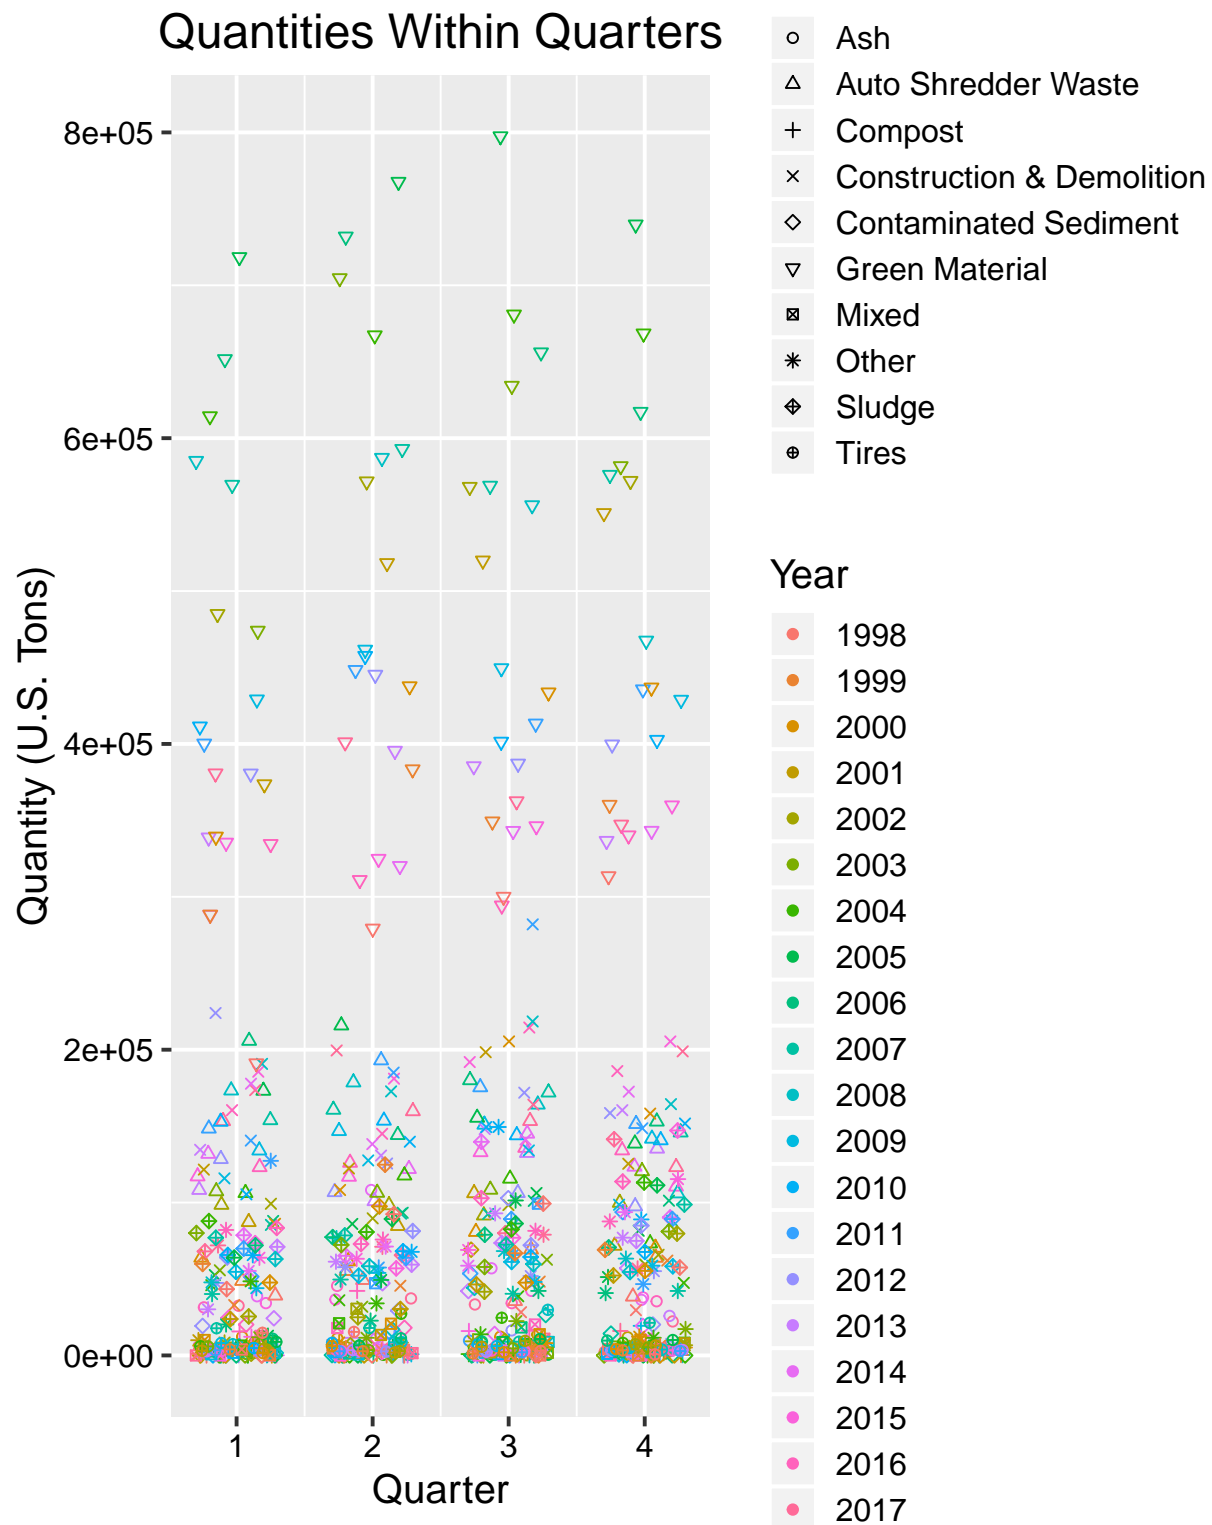 Quantities Within Quarters
8e+05
6e+05
4e+05
2e+05
0e+00
Quantity (U.S. Tons)
1
2
3
4
Quarter
Ash
Auto Shredder Waste
Compost
Construction & Demolition
Contaminated Sediment
Green Material
Mixed
Other
Sludge
Tires
Year
1998
1999
2000
2001
2002
2003
2004
2005
2006
2007
2008
2009
2010
2011
2012
2013
2014
2015
2016
2017